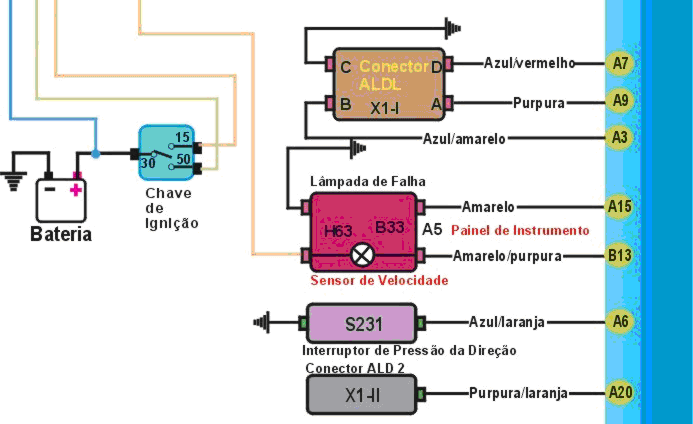 C Conector D
ALDL
B X1-I A
Azul/vermelho A7
Purpura A9
Azul/amarelo A3
15
30 50
Chave
de
IgnIção
- +
Bateria
Lâmpada de Falha
H63 B33 A5
Amarelo A15
Painel de Instrumento
Amarelo/purpura B13
Sensor de Velocidade
S231 Azul/laranja A6
Interruptor de Pressão da Direção
Conector ALD 2
X1-II Purpura/laranja A20